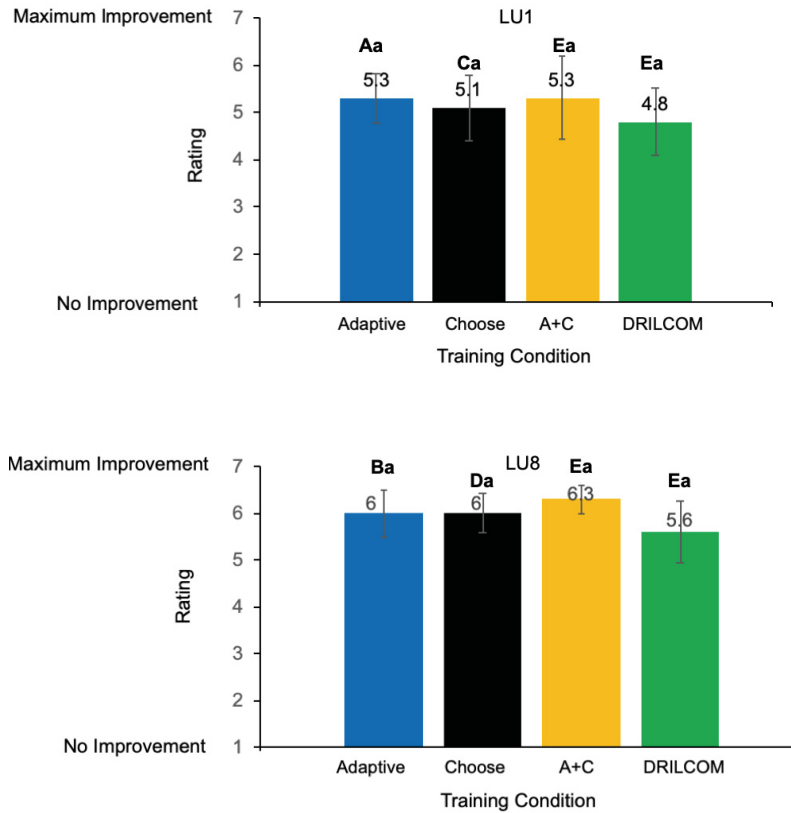 Maximum Improvement 7 LU1
Aa Ca Ea Ea
6
5.3 5.1 5.3 4.8
5
4
Rating
3
2
No Improvement 1
Adaptive Choose A+C DRILCOM
Training Condition
Maximum Improvement 7 LU8
Ba Da Ea Ea
6 6 6.3 5.6
6
5
4
Rating
3
2
No Improvement 1
Adaptive Choose A+C DRILCOM
Training Condition